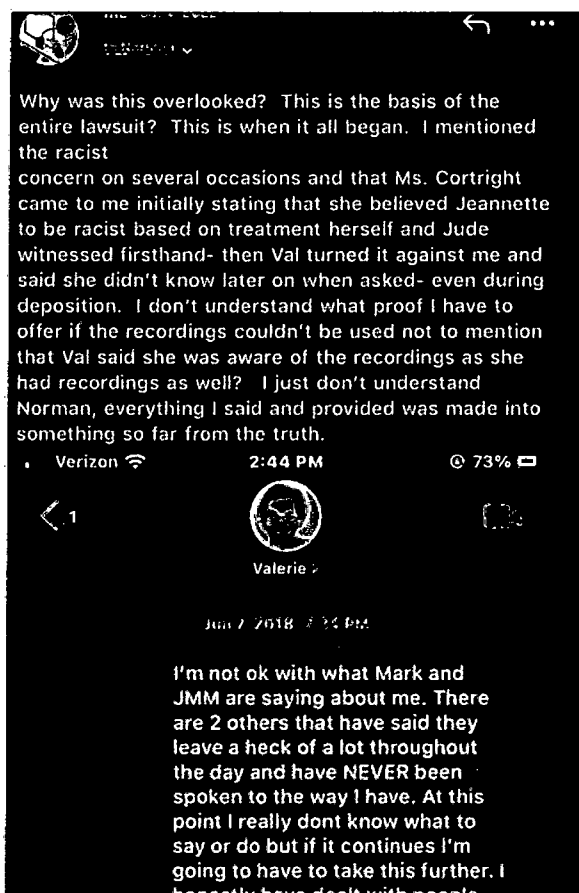 Why was this overlooked?  This is the basis of the
entire lawsuit?  This is when it all began.  I mentioned
the racist
concern on several occasions and that Ms. Cortright
came to me initially stating that she believed Jeannette
to be racist based on treatment herself and Jude
witnessed firsthand- then Val turned it against me and
said she didn't know later on when asked- even during
deposition.  I don't understand what proof I have to
offer if the recordings couldn't be used not to mention
that Val said she was aware of the recordings as she
had recordings as well?   I just don't understand
Norman, everything I said and provided was made into
something so far from the truth.
Verizon 2:44 PM 73%
1
Valerie
2018 PM
I'm not ok with what Mark and
JMM are saying about me. There
are 2 others that have said they
leave a heck of a lot throughout
the day and have NEVER been
spoken to the way I have. At this
point I really dont know what to
say or do but if it continues I'm
going to have to take this further. I
honestly have dealt with people